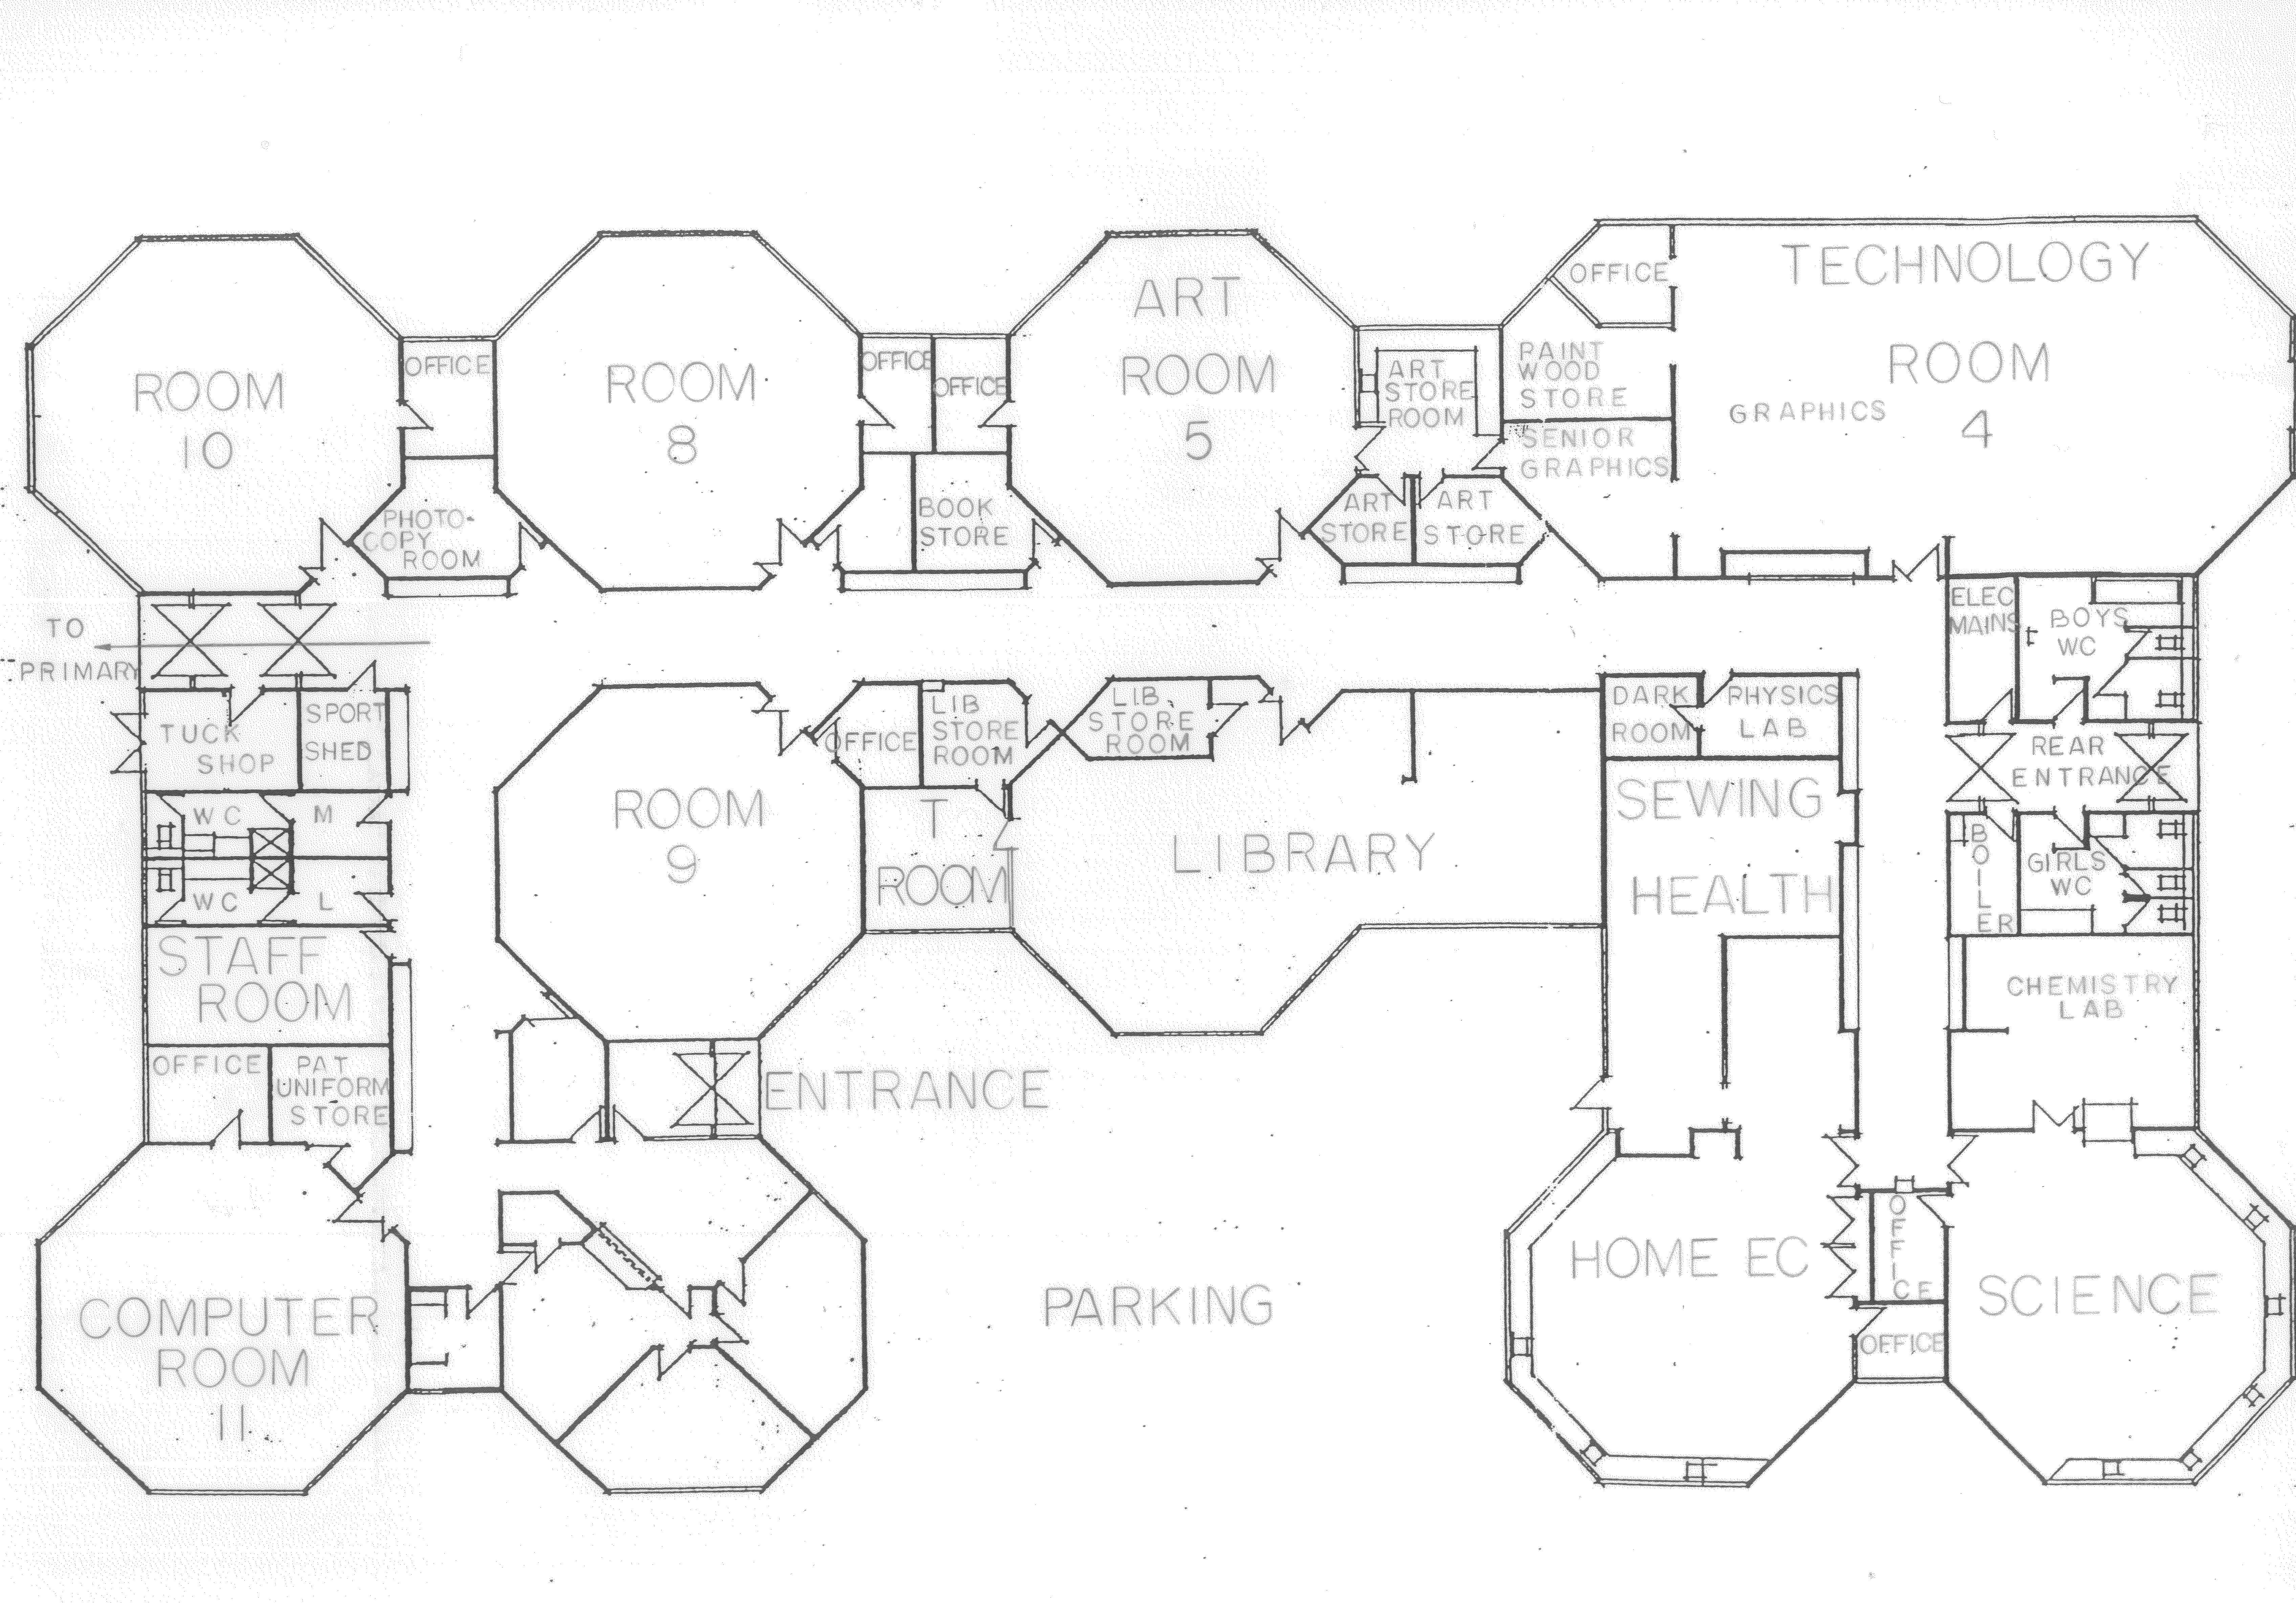 TECHNOLOGY
ROOM
4
GRAPHICS
OFFICE
PAINT
WOOD
STORE
SENIOR
GRAPHICS
ART
ROOM
5
ART
STORE
ROOM
ART
STORE
ART
STORE
OFFICE
OFFICE
BOOK
STORE
ROOM
8
OFFICE
PHOTO-
COPY
ROOM
ROOM
10
TO
PRIMARY
TUCK
SHOP
SPORT
SHED
WC
M
WC
L
STAFF
ROOM
OFFICE
PAT
UNIFORM
STORE
COMPUTER
ROOM
11
ROOM
9
OFFICE
LIB
STORE
ROOM
LIB
STORE
ROOM
T
ROOM
LIBRARY
ENTRANCE
PARKING
DARK
ROOM
PHYSICS
LAB
SEWING
HEALTH
ELEC
MAINS
BOYS
WC
REAR
ENTRANCE
BOILER
GIRLS
WC
CHEMISTRY
LAB
HOME EC
OFFICE
OFFICE
SCIENCE